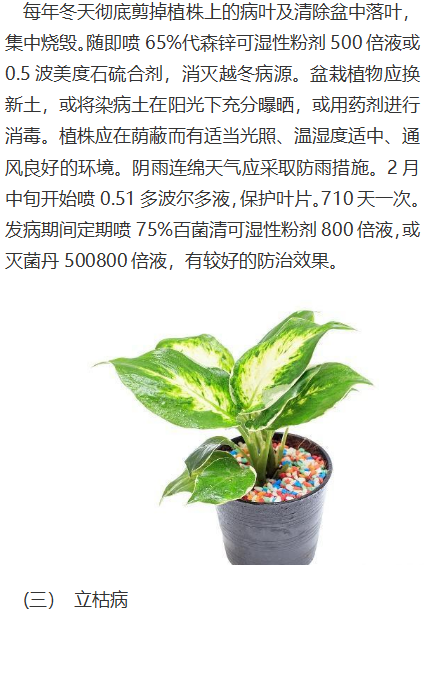 每年冬天彻底剪掉植株上的病叶及清除盆中落叶，
集中烧毁。随即喷 65%代森锌可湿性粉剂 500 倍液或
0.5 波美度石硫合剂，消灭越冬病源。盆栽植物应换
新土，或将染病土在阳光下充分曝晒，或用药剂进行
消毒。植株应在荫蔽而有适当光照、温湿度适中、通
风良好的环境。阴雨连绵天气应采取防雨措施。2 月
中旬开始喷 0.51 多波尔多液，保护叶片。710 天一次。
发病期间定期喷 75%百菌清可湿性粉剂 800 倍液，或
灭菌丹 500800 倍液，有较好的防治效果。
(三） 立枯病